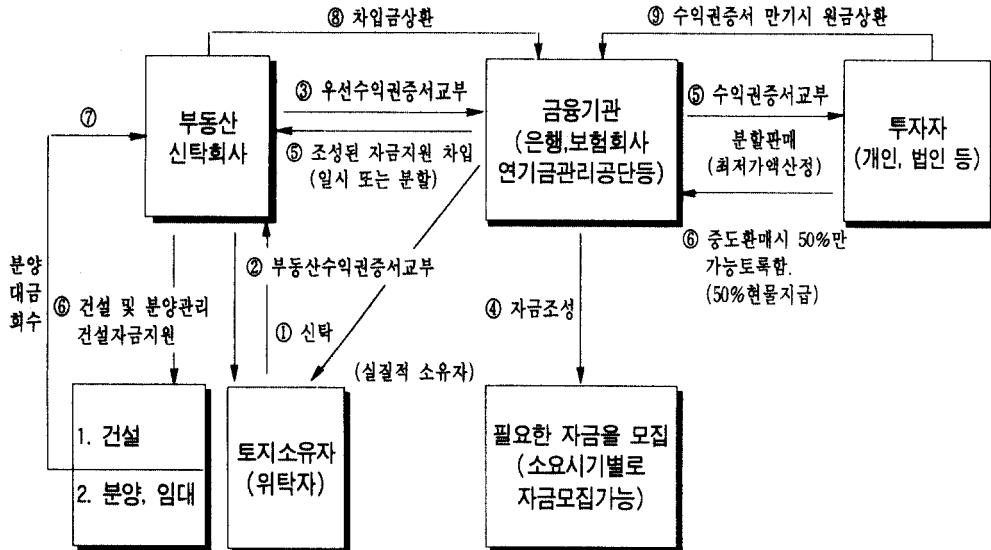 ⑧ 차입금상환
⑨ 수익권증서 만기시 원금상환
⑦
부동산
신탁회사
③ 우선수익권증서교부
⑤ 조성된 자금지원 차입
(일시 또는 분할)
금융기관
(은행,보험회사
연기금관리공단등)
⑤ 수익권증서교부
분할판매
(최저가액산정)
투자자
(개인, 법인 등)
⑥ 중도환매시 50%만
가능토록함.
(50%현물지급)
분양
대금
회수
⑥ 건설 및 분양관리
건설자금지원
② 부동산수익권증서교부
① 신탁
(실질적 소유자)
④ 자금조성
1. 건설
2. 분양, 임대
토지소유자
(위탁자)
필요한 자금을 모집
(소요시기별로
자금모집가능)